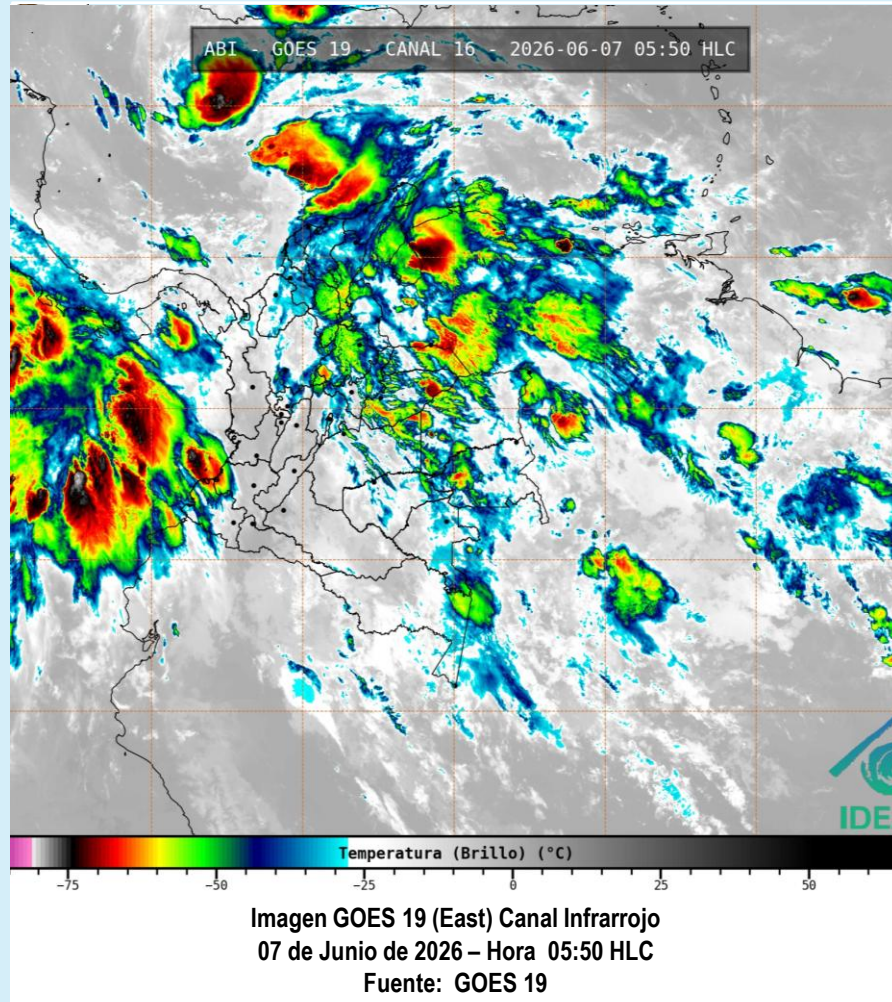 ABI - GOES 19 - CANAL 16 - 2026-06-07 05:50 HLC
IDE
Temperatura (Brillo) (°C)
−75 −50 −25 0 25 50
Imagen GOES 19 (East) Canal Infrarrojo
07 de Junio de 2026 – Hora 05:50 HLC
Fuente: GOES 19